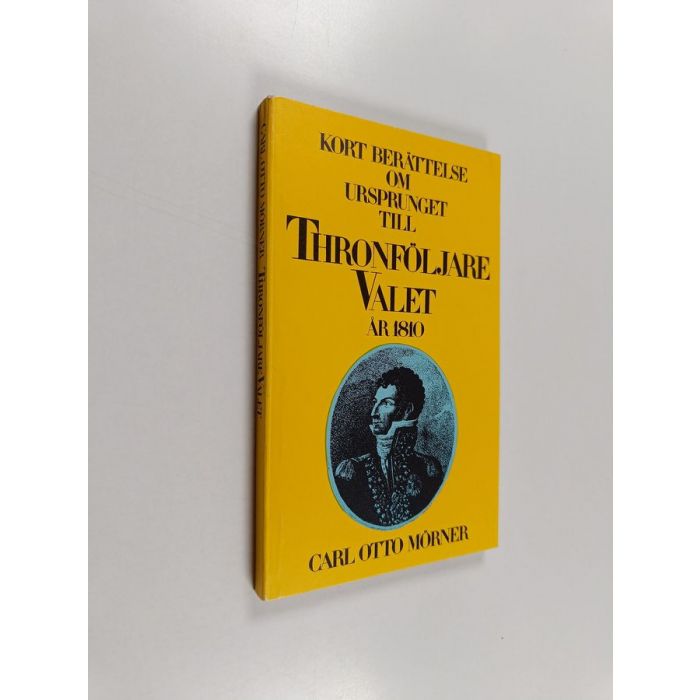 KORT BERÄTTELSE
OM
URSPRUNGET
TILL
THRONFÖLJARE
VALET
ÅR 1810
CARL OTTO MÖRNER
CARL OTTO MÖRNER THRONFÖLJARE VALET